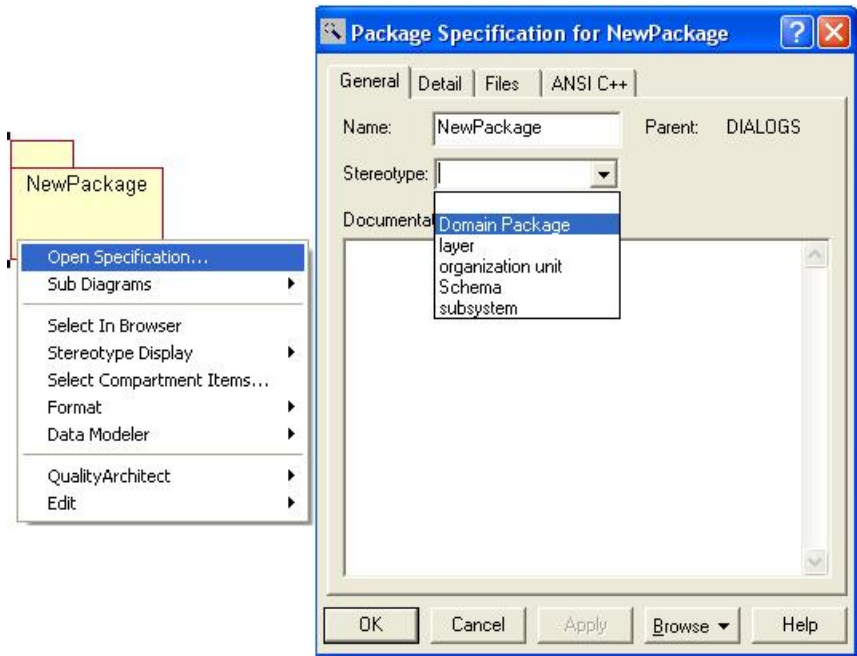 NewPackage
Open Specification...
Sub Diagrams
Select In Browser
Stereotype Display
Select Compartment Items...
Format
Data Modeler
QualityArchitect
Edit
Package Specification for NewPackage
General Detail Files ANSI C++
Name: NewPackage Parent: DIALOGS
Stereotype:
Documentat
Domain Package
layer
organization unit
Schema
subsystem
OK Cancel Apply Browse Help